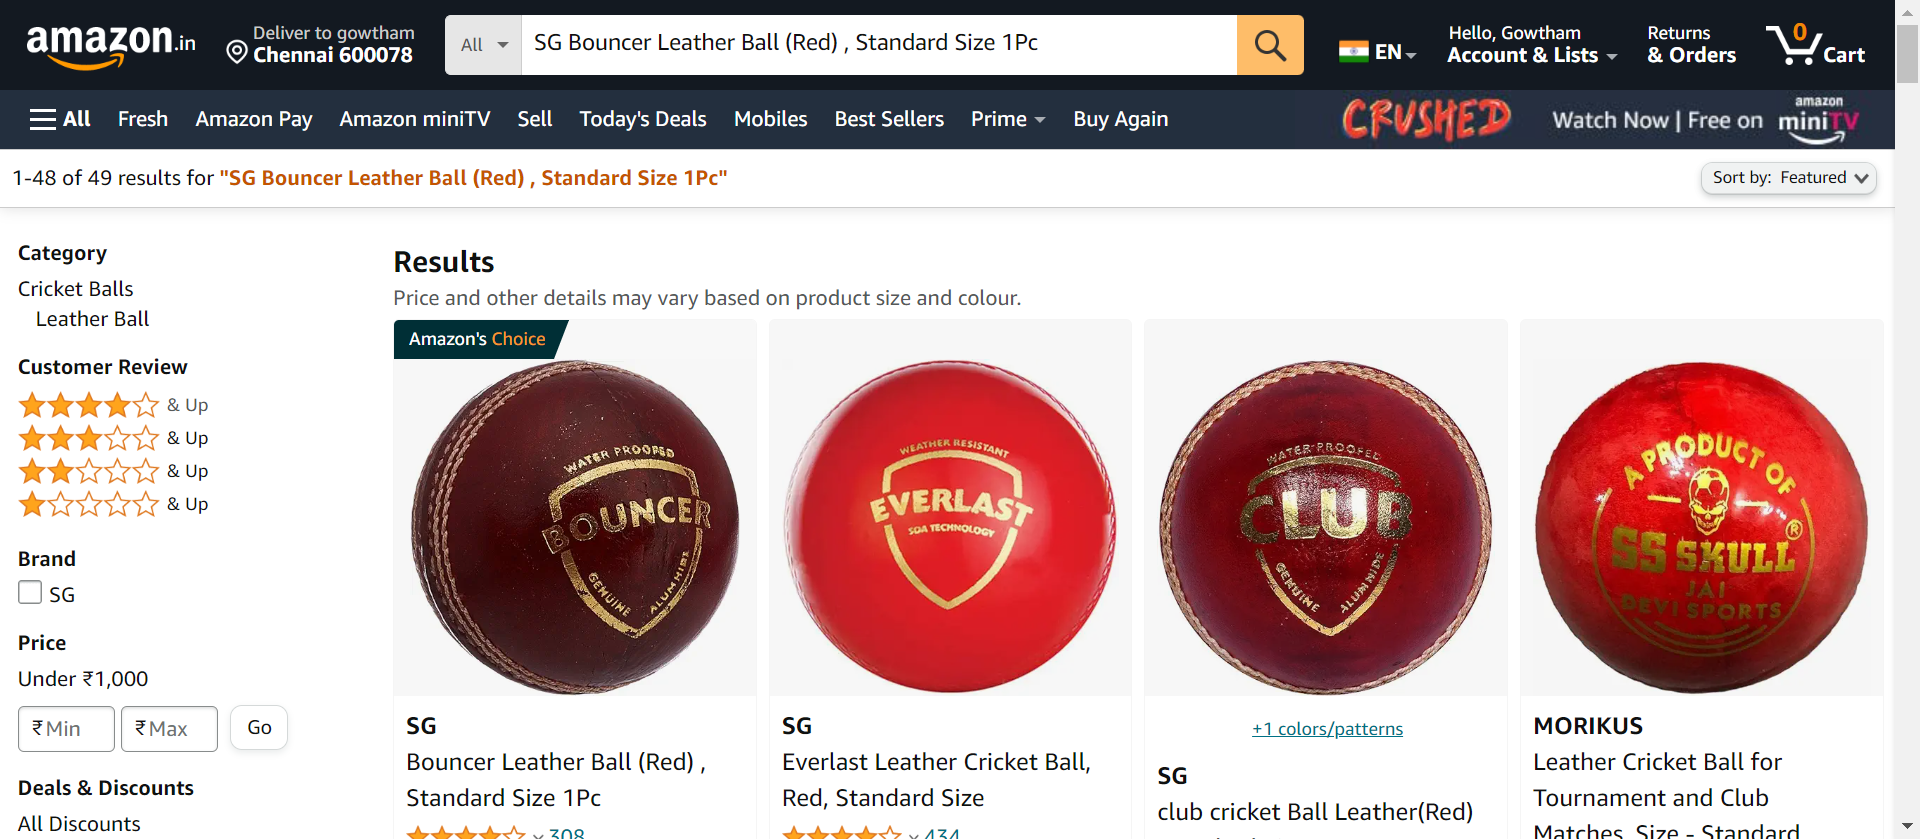 amazon.in
Deliver to gowtham
Chennai 600078
All
SG Bouncer Leather Ball (Red) , Standard Size 1Pc
EN
Hello, Gowtham
Account & Lists
Returns
& Orders
0
Cart
All
Fresh
Amazon Pay
Amazon miniTV
Sell
Today's Deals
Mobiles
Best Sellers
Prime
Buy Again
CRUSHED
Watch Now | Free on
amazon
miniTV
1-48 of 49 results for "SG Bouncer Leather Ball (Red) , Standard Size 1Pc"
Sort by: Featured
Category
Cricket Balls
Leather Ball
Customer Review
& Up
& Up
& Up
& Up
Brand
SG
Price
Under ₹1,000
₹Min
₹Max
Go
Deals & Discounts
All Discounts
Results
Price and other details may vary based on product size and colour.
Amazon's Choice
WATER PROOFED
BOUNCER
GENUINE ALUM HIDE
SG
Bouncer Leather Ball (Red) ,
Standard Size 1Pc
308
WEATHER RESISTANT
EVERLAST
SDA TECHNOLOGY
SG
Everlast Leather Cricket Ball,
Red, Standard Size
434
WATER PROOFED
CLUB
GENUINE ALUMN HIDE
+1 colors/patterns
SG
club cricket Ball Leather(Red)
A PRODUCT OF
SS SKULL®
JAI
DEVI SPORTS
MORIKUS
Leather Cricket Ball for
Tournament and Club
Matches, Size - Standard